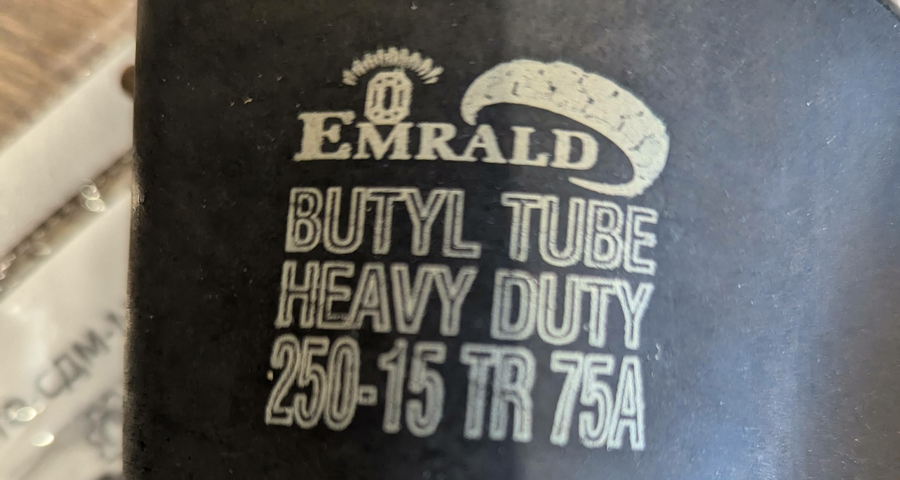 EMRALD
BUTYL TUBE
HEAVY DUTY
250-15 TR 75A